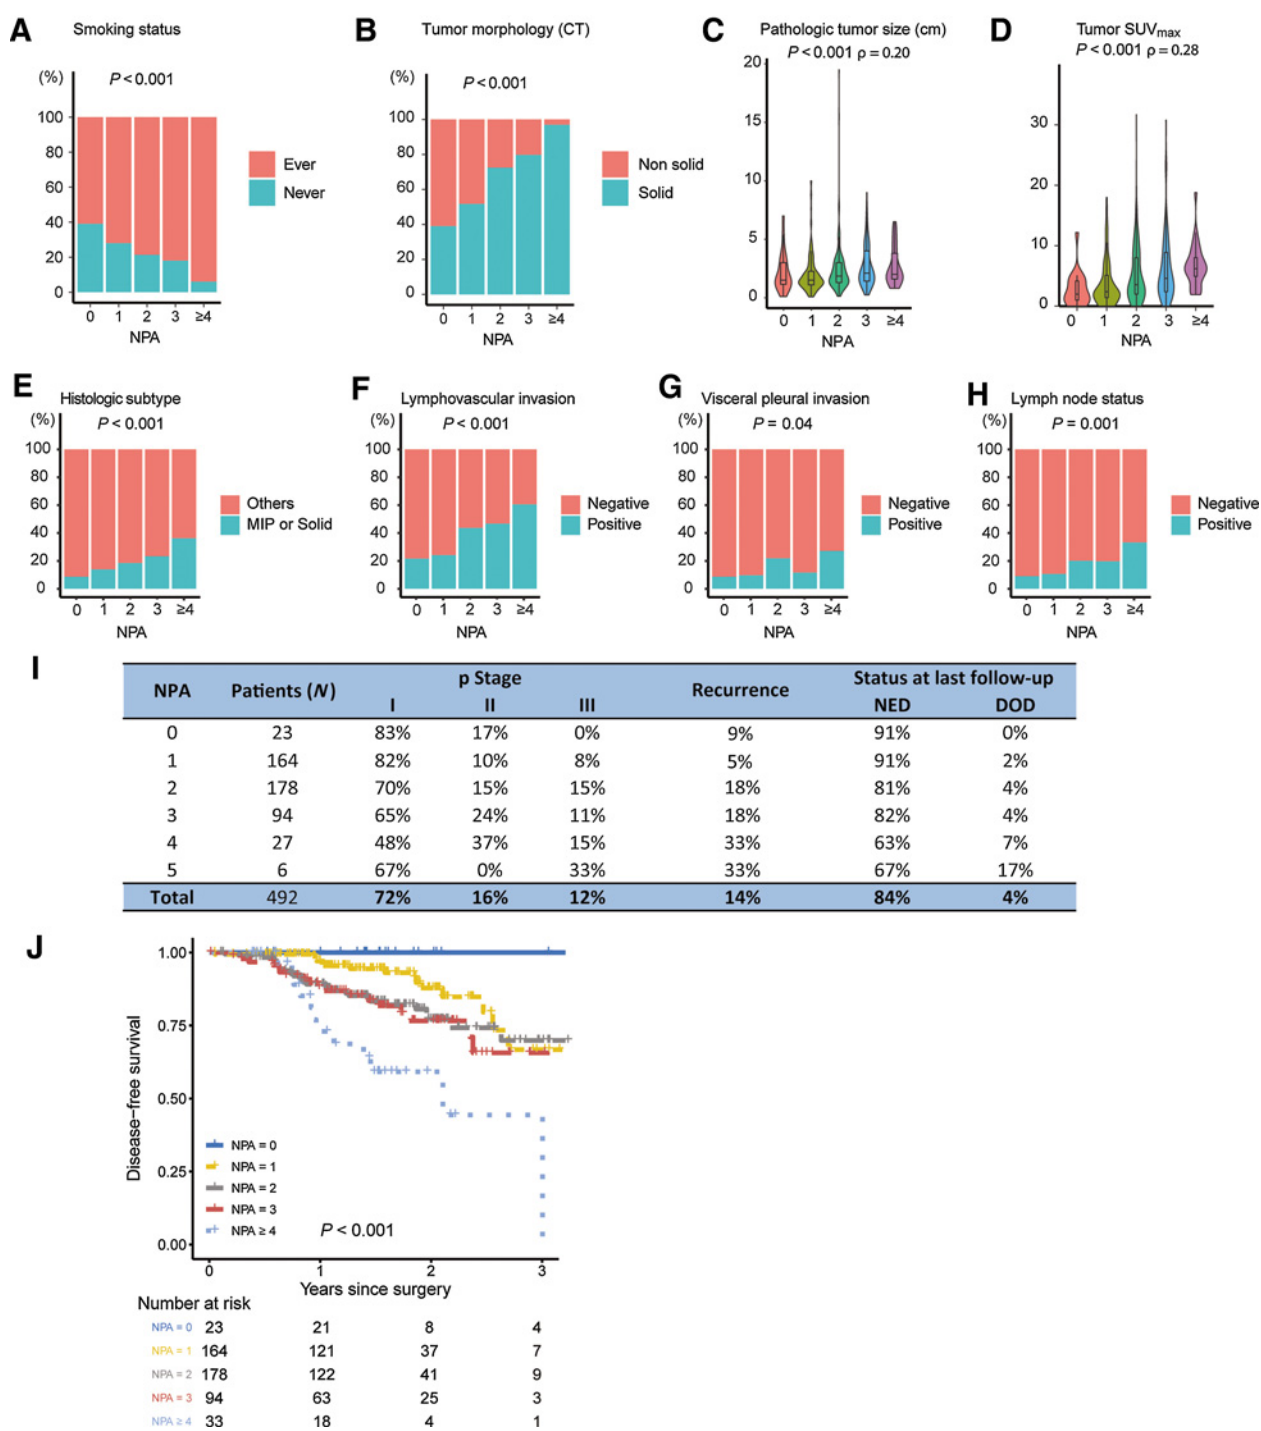 A Smoking status
(%)
P < 0.001
100
80
60
40
20
0
0 1 2 3 ≥4
NPA
Ever
Never
B Tumor morphology (CT)
(%)
P < 0.001
100
80
60
40
20
0
0 1 2 3 ≥4
NPA
Non solid
Solid
C Pathologic tumor size (cm)
P < 0.001 ρ = 0.20
20
15
10
5
0
0 1 2 3 ≥4
NPA
D Tumor SUVmax
P < 0.001 ρ = 0.28
30
20
10
0
0 1 2 3 ≥4
NPA
E Histologic subtype
(%)
P < 0.001
100
80
60
40
20
0
0 1 2 3 ≥4
NPA
Others
MIP or Solid
F Lymphovascular invasion
(%)
P < 0.001
100
80
60
40
20
0
0 1 2 3 ≥4
NPA
Negative
Positive
G Visceral pleural invasion
(%)
P = 0.04
100
80
60
40
20
0
0 1 2 3 ≥4
NPA
Negative
Positive
H Lymph node status
(%)
P = 0.001
100
80
60
40
20
0
0 1 2 3 ≥4
NPA
Negative
Positive
I
NPA Patients (N) p Stage Recurrence Status at last follow-up
I II III NED DOD
0 23 83% 17% 0% 9% 91% 0%
1 164 82% 10% 8% 5% 91% 2%
2 178 70% 15% 15% 18% 81% 4%
3 94 65% 24% 11% 18% 82% 4%
4 27 48% 37% 15% 33% 63% 7%
5 6 67% 0% 33% 33% 67% 17%
Total 492 72% 16% 12% 14% 84% 4%
J
Disease–free survival
1.00
0.75
0.50
0.25
0.00
NPA = 0
NPA = 1
NPA = 2
NPA = 3
NPA ≥ 4
P < 0.001
0 1 2 3
Years since surgery
Number at risk
NPA = 0 23 21 8 4
NPA = 1 164 121 37 7
NPA = 2 178 122 41 9
NPA = 3 94 63 25 3
NPA ≥ 4 33 18 4 1